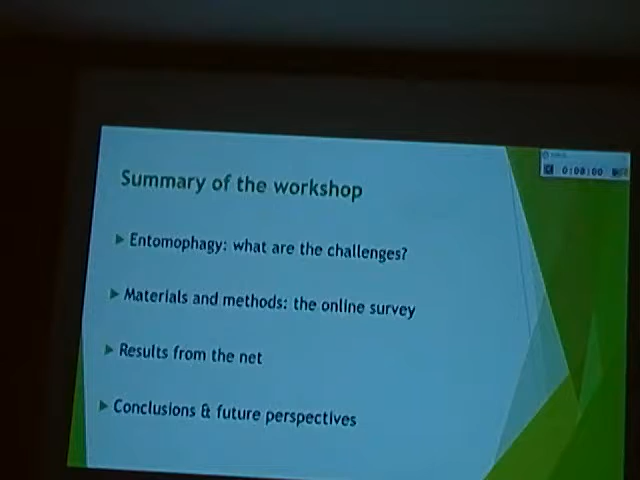 Summary of the workshop
0:00:00
Entomophagy: what are the challenges?
Materials and methods: the online survey
Results from the net
Conclusions & future perspectives